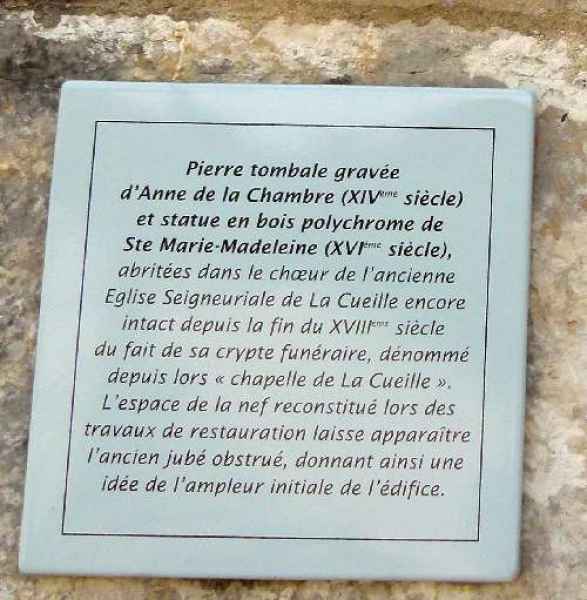 Pierre tombale gravée
d'Anne de la Chambre (XIVème siècle)
et statue en bois polychrome de
Ste Marie-Madeleine (XVIème siècle),
abritées dans le chœur de l'ancienne
Eglise Seigneuriale de La Cueille encore
intact depuis la fin du XVIIIème siècle
du fait de sa crypte funéraire, dénommé
depuis lors « chapelle de La Cueille ».
L'espace de la nef reconstitué lors des
travaux de restauration laisse apparaître
l'ancien jubé obstrué, donnant ainsi une
idée de l'ampleur initiale de l'édifice.